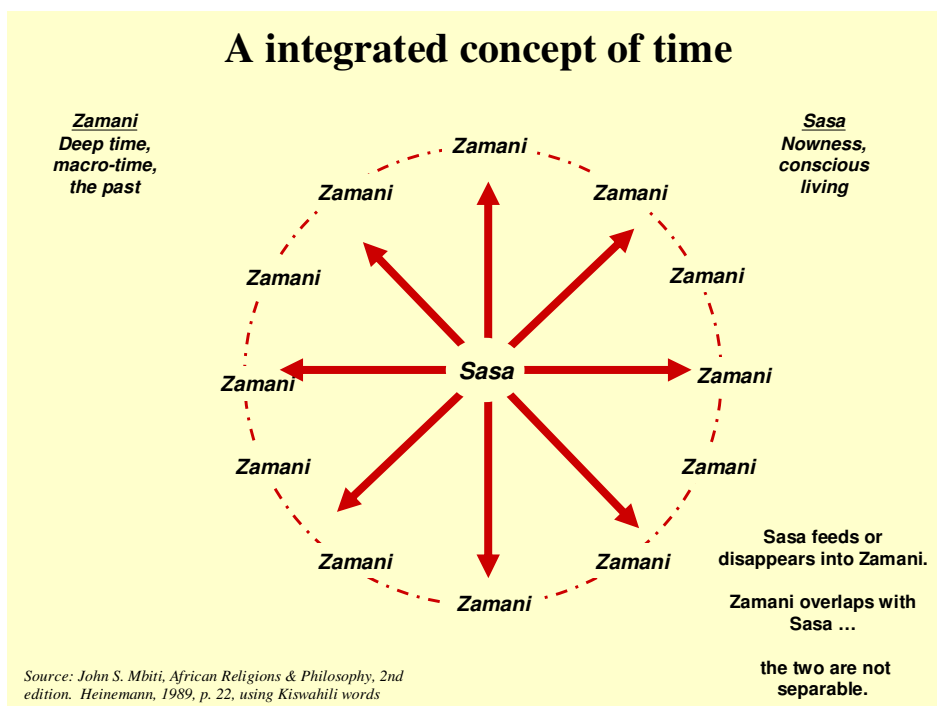 A integrated concept of time
Zamani
Deep time,
macro-time,
the past
Sasa
Nowness,
conscious
living
Zamani
Zamani
Zamani
Zamani
Zamani
Sasa
Zamani
Zamani
Zamani
Zamani
Zamani
Zamani
Zamani
Sasa feeds or
disappears into Zamani.
Zamani overlaps with
Sasa …
the two are not
separable.
Source: John S. Mbiti, African Religions & Philosophy, 2nd
edition. Heinemann, 1989, p. 22, using Kiswahili words